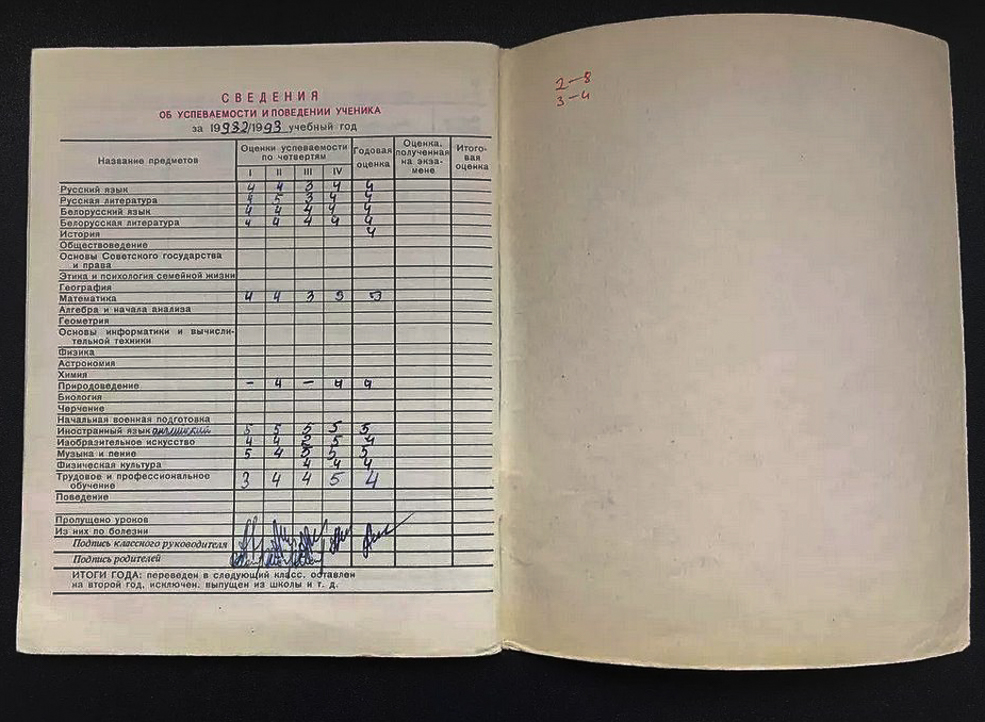 СВЕДЕНИЯ
ОБ УСПЕВАЕМОСТИ И ПОВЕДЕНИИ УЧЕНИКА
за 1992/1993 учебный год
Название предметов Оценки успеваемости по четвертям Годовая оценка Оценка, полученная на экзамене Итоговая оценка
I II III IV
Русский язык 4 4 3 4 4
Русская литература 4 5 3 4 4
Белорусский язык 4 4 4 4 4
Белорусская литература 4 4 4 4 4
История 4
Обществоведение
Основы Советского государства
и права
Этика и психология семейной жизни
География
Математика 4 4 3 3 3
Алгебра и начала анализа
Геометрия
Основы информатики и вычисли-
тельной техники
Физика
Астрономия
Химия
Природоведение – 4 – 4 4
Биология
Черчение
Начальная военная подготовка
Иностранный язык английский 5 5 5 5 5
Изобразительное искусство 4 4 5 5 4
Музыка и пение 5 4 5 5 5
Физическая культура 4 4 4
Трудовое и профессиональное
обучение 3 4 4 5 4
Поведение
Пропущено уроков
Из них по болезни
Подпись классного руководителя
Подпись родителей
ИТОГИ ГОДА: переведен в следующий класс, оставлен
на второй год, исключен, выпущен из школы и т. д.
2–8
3–4